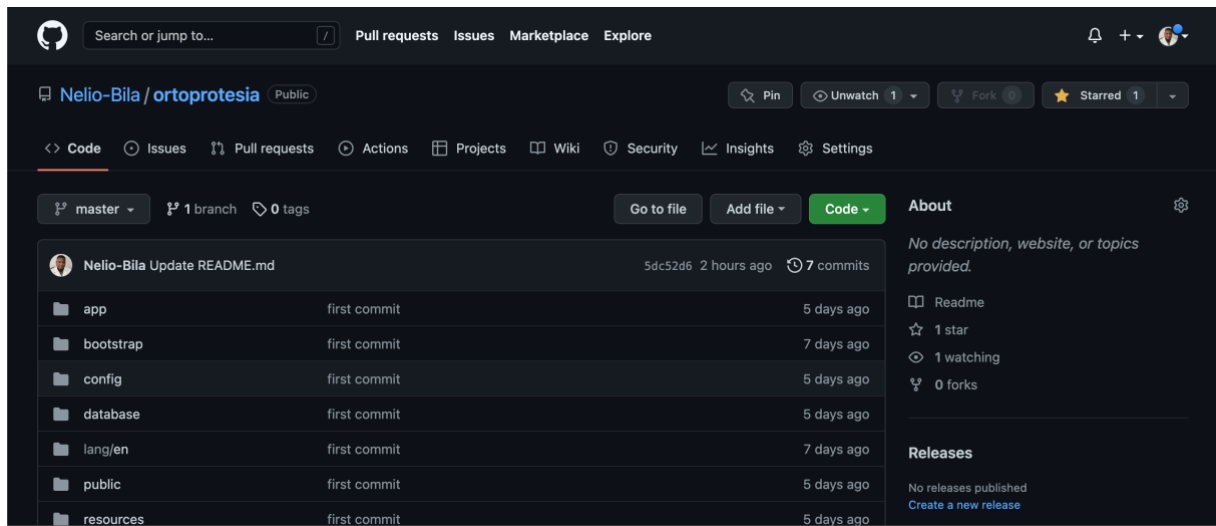 Search or jump to... / Pull requests Issues Marketplace Explore
Nelio-Bila / ortoprotesia Public Pin Unwatch 1 Fork 0 Starred 1
Code Issues Pull requests Actions Projects Wiki Security Insights Settings
master 1 branch 0 tags Go to file Add file Code
Nelio-Bila Update README.md 5dc52d6 2 hours ago 7 commits
app first commit 5 days ago
bootstrap first commit 7 days ago
config first commit 5 days ago
database first commit 5 days ago
lang/en first commit 7 days ago
public first commit 5 days ago
resources first commit 5 days ago
About
No description, website, or topics
provided.
Readme
1 star
1 watching
0 forks
Releases
No releases published
Create a new release